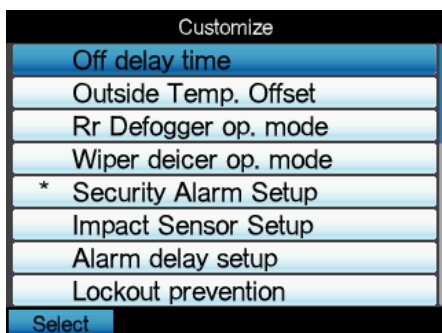 Customize
Off delay time
Outside Temp. Offset
Rr Defogger op. mode
Wiper deicer op. mode
* Security Alarm Setup
Impact Sensor Setup
Alarm delay setup
Lockout prevention
Select